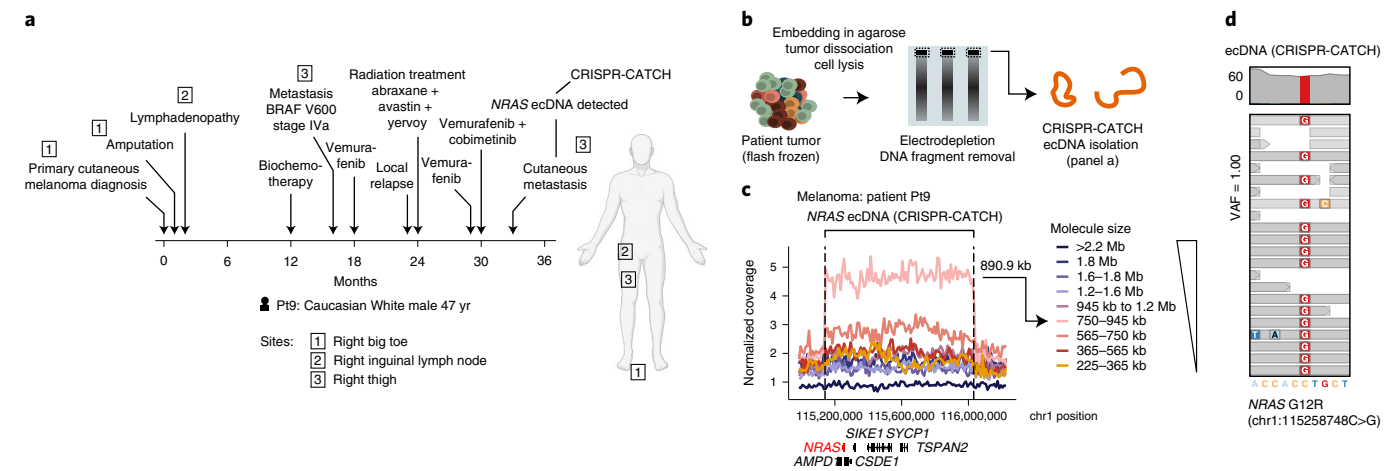 a
3
Metastasis
BRAF V600
stage IVa
Radiation treatment
abraxane +
avastin +
yervoy
CRISPR-CATCH
NRAS ecDNA detected
2
Lymphadenopathy
1
Amputation
1
Primary cutaneous
melanoma diagnosis
Biochemo-
therapy
Vemura-
fenib
Local
relapse
Vemurafenib +
cobimetinib
Vemura-
fenib
3
Cutaneous
metastasis
0
6
12
18
24
30
36
Months
Pt9: Caucasian White male 47 yr
Sites:
1 Right big toe
2 Right inguinal lymph node
3 Right thigh
2
3
1
b
Embedding in agarose
tumor dissociation
cell lysis
Patient tumor
(flash frozen)
Electrodepletion
DNA fragment removal
CRISPR-CATCH
ecDNA isolation
(panel a)
c
Melanoma: patient Pt9
NRAS ecDNA (CRISPR-CATCH)
890.9 kb
Normalized coverage
5
4
3
2
1
115,200,000
115,600,000
116,000,000
chr1 position
SIKE1 SYCP1
NRAS
TSPAN2
AMPD1
CSDE1
Molecule size
>2.2 Mb
1.8 Mb
1.6–1.8 Mb
1.2–1.6 Mb
945 kb to 1.2 Mb
750–945 kb
565–750 kb
365–565 kb
225–365 kb
d
ecDNA (CRISPR-CATCH)
60
0
VAF = 1.00
G
G
G
G C
G
G
G
G
G
G
G
T A G
G
G
G
A C C A C C T G C T
NRAS G12R
(chr1:115258748C>G)